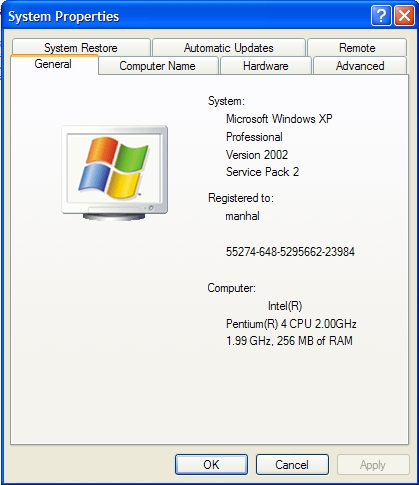 System Properties
System Restore
Automatic Updates
Remote
General
Computer Name
Hardware
Advanced
System:
Microsoft Windows XP
Professional
Version 2002
Service Pack 2
Registered to:
manhal
55274-648-5295662-23984
Computer:
Intel(R)
Pentium(R) 4 CPU 2.00GHz
1.99 GHz, 256 MB of RAM
OK
Cancel
Apply